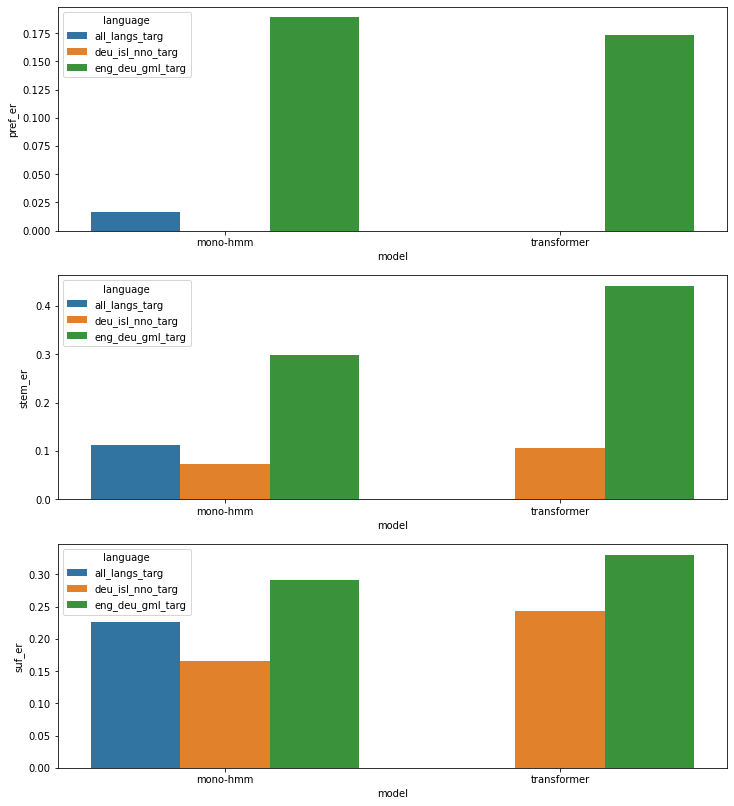 language
all_langs_targ
deu_isl_nno_targ
eng_deu_gml_targ
0.175
0.150
0.125
0.100
0.075
0.050
0.025
0.000
pref_er
mono-hmm
transformer
model
language
all_langs_targ
deu_isl_nno_targ
eng_deu_gml_targ
0.4
0.3
0.2
0.1
0.0
stem_er
mono-hmm
transformer
model
language
all_langs_targ
deu_isl_nno_targ
eng_deu_gml_targ
0.30
0.25
0.20
0.15
0.10
0.05
0.00
suf_er
mono-hmm
transformer
model